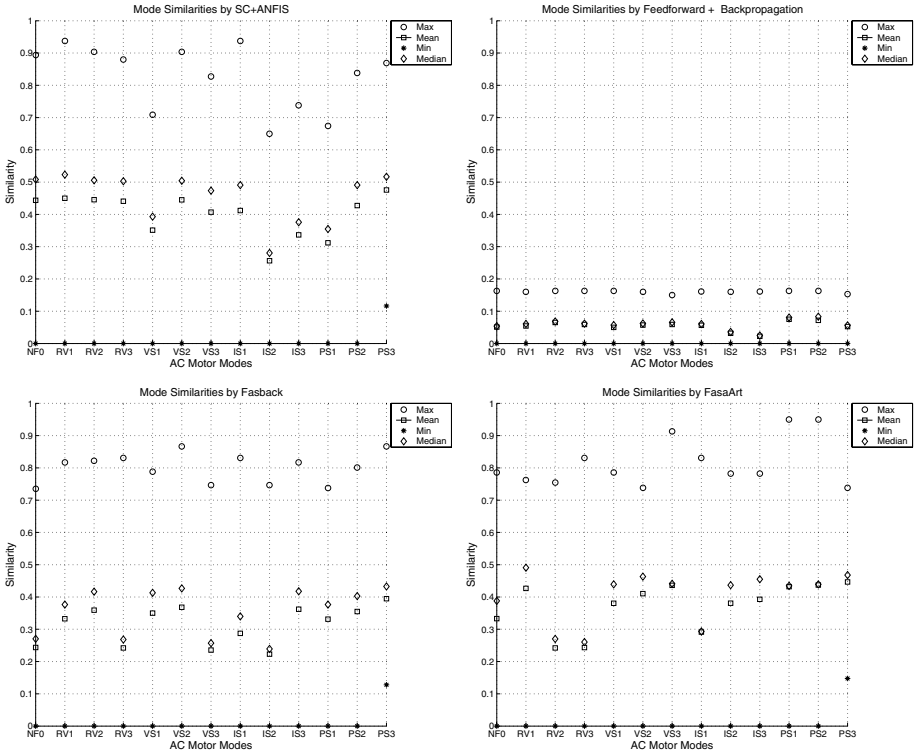 Mode Similarities by SC+ANFIS
1
0.9
0.8
0.7
0.6
0.5
0.4
0.3
0.2
0.1
0
Similarity
NF0 RV1 RV2 RV3 VS1 VS2 VS3 IS1 IS2 IS3 PS1 PS2 PS3
AC Motor Modes
Max
Mean
Min
Median
Mode Similarities by Feedforward + Backpropagation
1
0.9
0.8
0.7
0.6
0.5
0.4
0.3
0.2
0.1
0
Similarity
NF0 RV1 RV2 RV3 VS1 VS2 VS3 IS1 IS2 IS3 PS1 PS2 PS3
AC Motor Modes
Max
Mean
Min
Median
Mode Similarities by Fasback
1
0.9
0.8
0.7
0.6
0.5
0.4
0.3
0.2
0.1
0
Similarity
NF0 RV1 RV2 RV3 VS1 VS2 VS3 IS1 IS2 IS3 PS1 PS2 PS3
AC Motor Modes
Max
Mean
Min
Median
Mode Similarities by FasaArt
1
0.9
0.8
0.7
0.6
0.5
0.4
0.3
0.2
0.1
0
Similarity
NF0 RV1 RV2 RV3 VS1 VS2 VS3 IS1 IS2 IS3 PS1 PS2 PS3
AC Motor Modes
Max
Mean
Min
Median